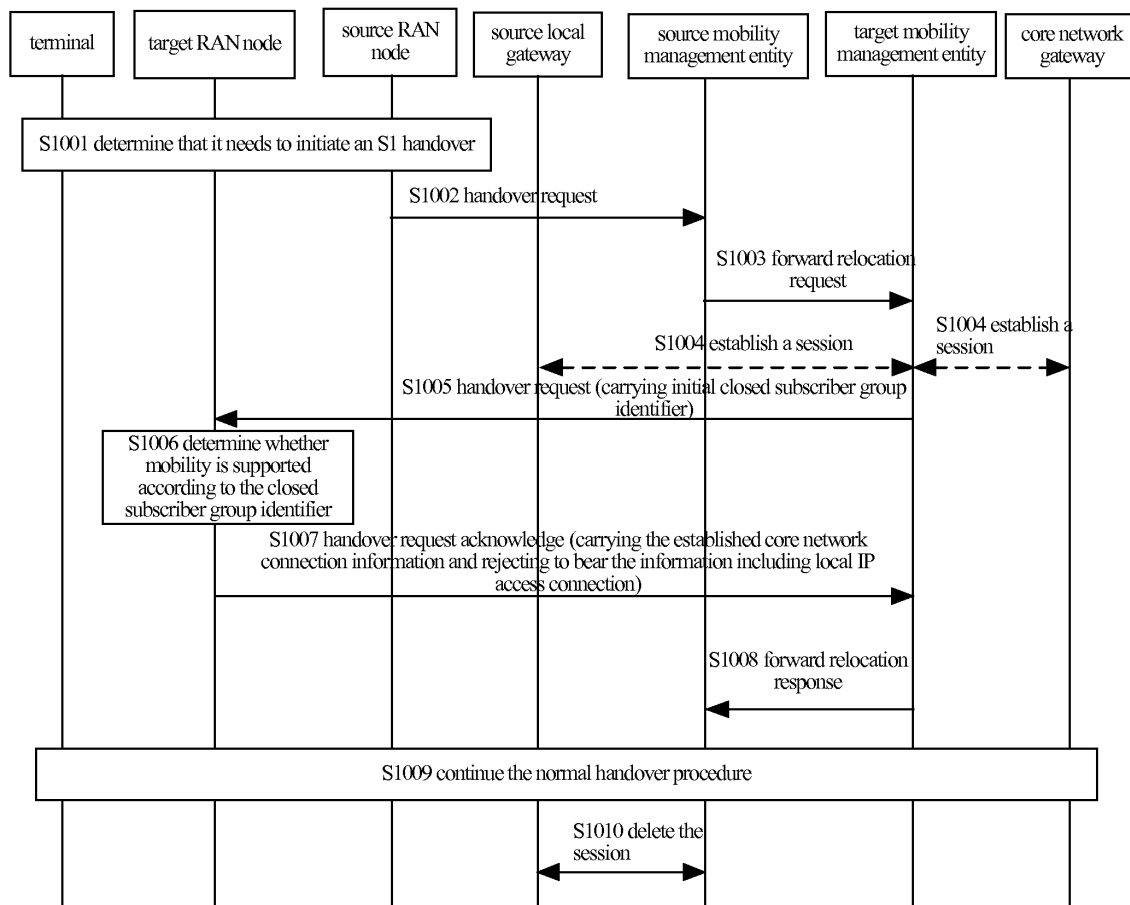 terminal
target RAN node
source RAN
node
source local
gateway
source mobility
management entity
target mobility
management entity
core network
gateway
S1001 determine that it needs to initiate an S1 handover
S1002 handover request
S1003 forward relocation
request
S1004 establish a session
S1004 establish a
session
S1005 handover request (carrying initial closed subscriber group
identifier)
S1006 determine whether
mobility is supported
according to the closed
subscriber group identifier
S1007 handover request acknowledge (carrying the established core network
connection information and rejecting to bear the information including local IP
access connection)
S1008 forward relocation
response
S1009 continue the normal handover procedure
S1010 delete the
session